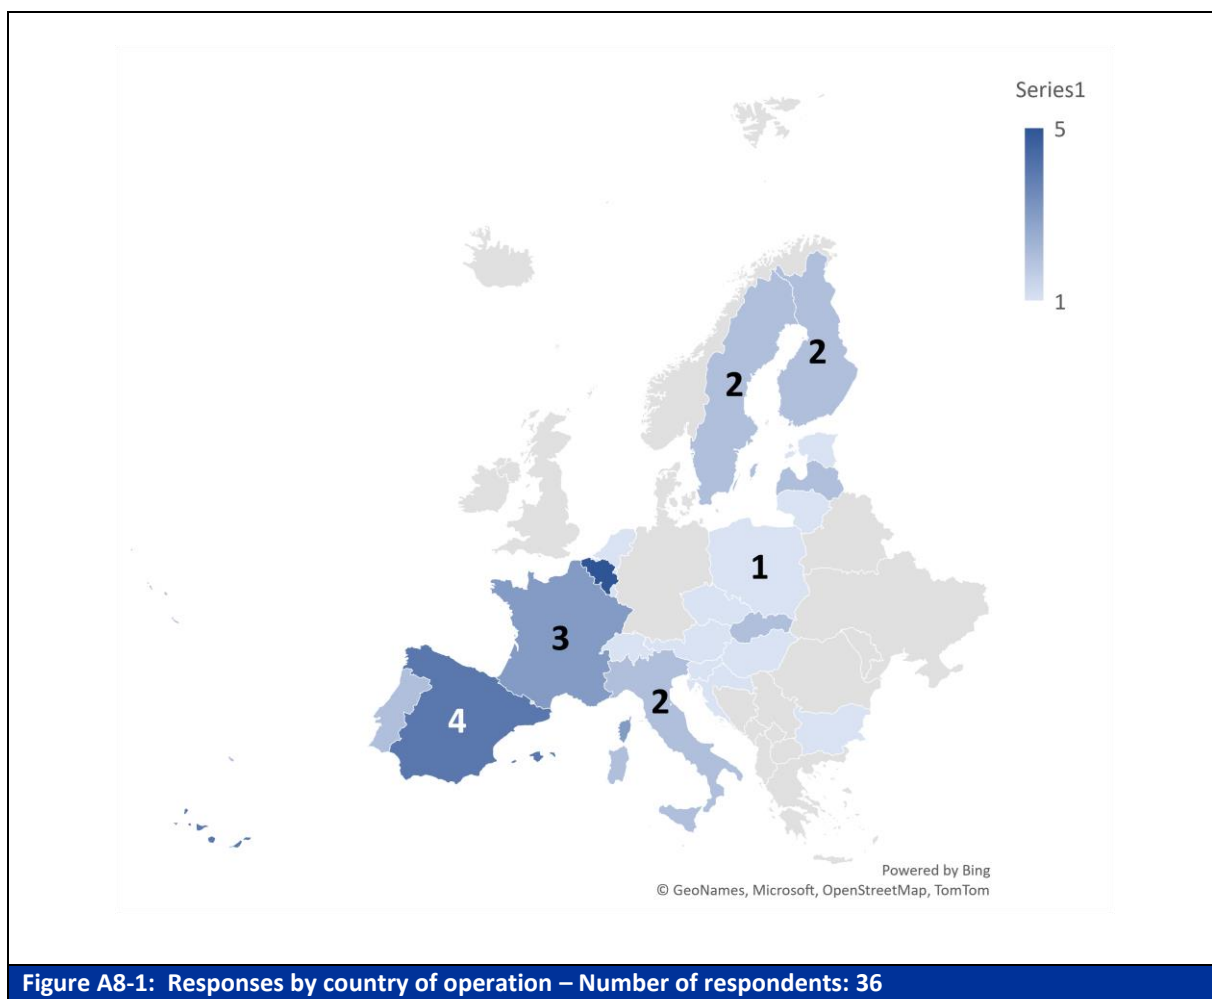 Series1
5
1
2
2
1
3
2
4
Powered by Bing
© GeoNames, Microsoft, OpenStreetMap, TomTom
Figure A8-1: Responses by country of operation – Number of respondents: 36